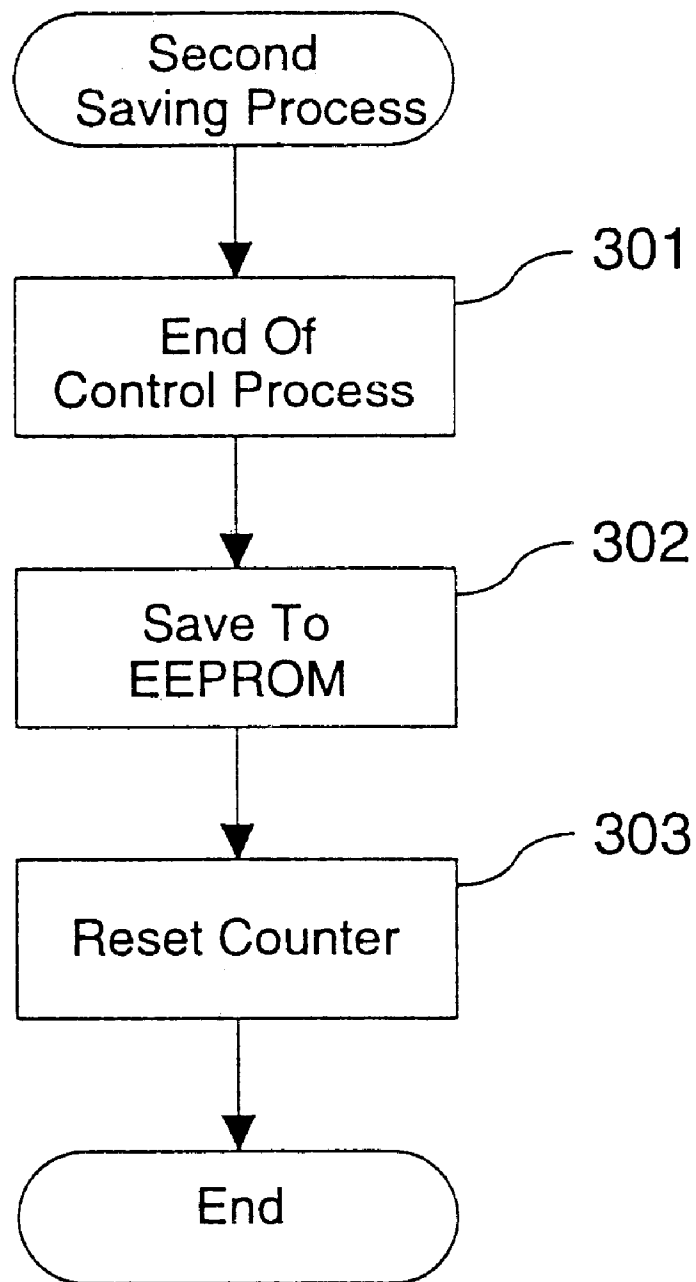 Second
Saving Process
301
End Of
Control Process
302
Save To
EEPROM
303
Reset Counter
End